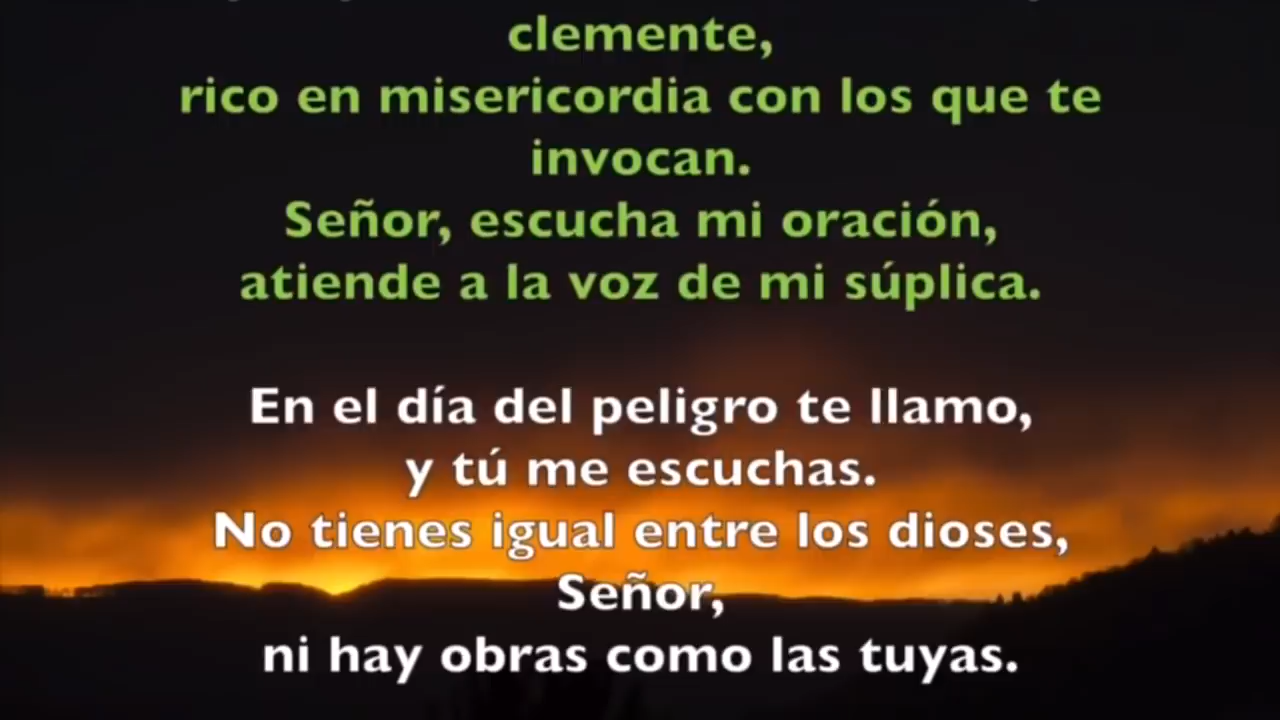 clemente,
rico en misericordia con los que te
invocan.
Señor, escucha mi oración,
atiende a la voz de mi súplica.
En el día del peligro te llamo,
y tú me escuchas.
No tienes igual entre los dioses,
Señor,
ni hay obras como las tuyas.